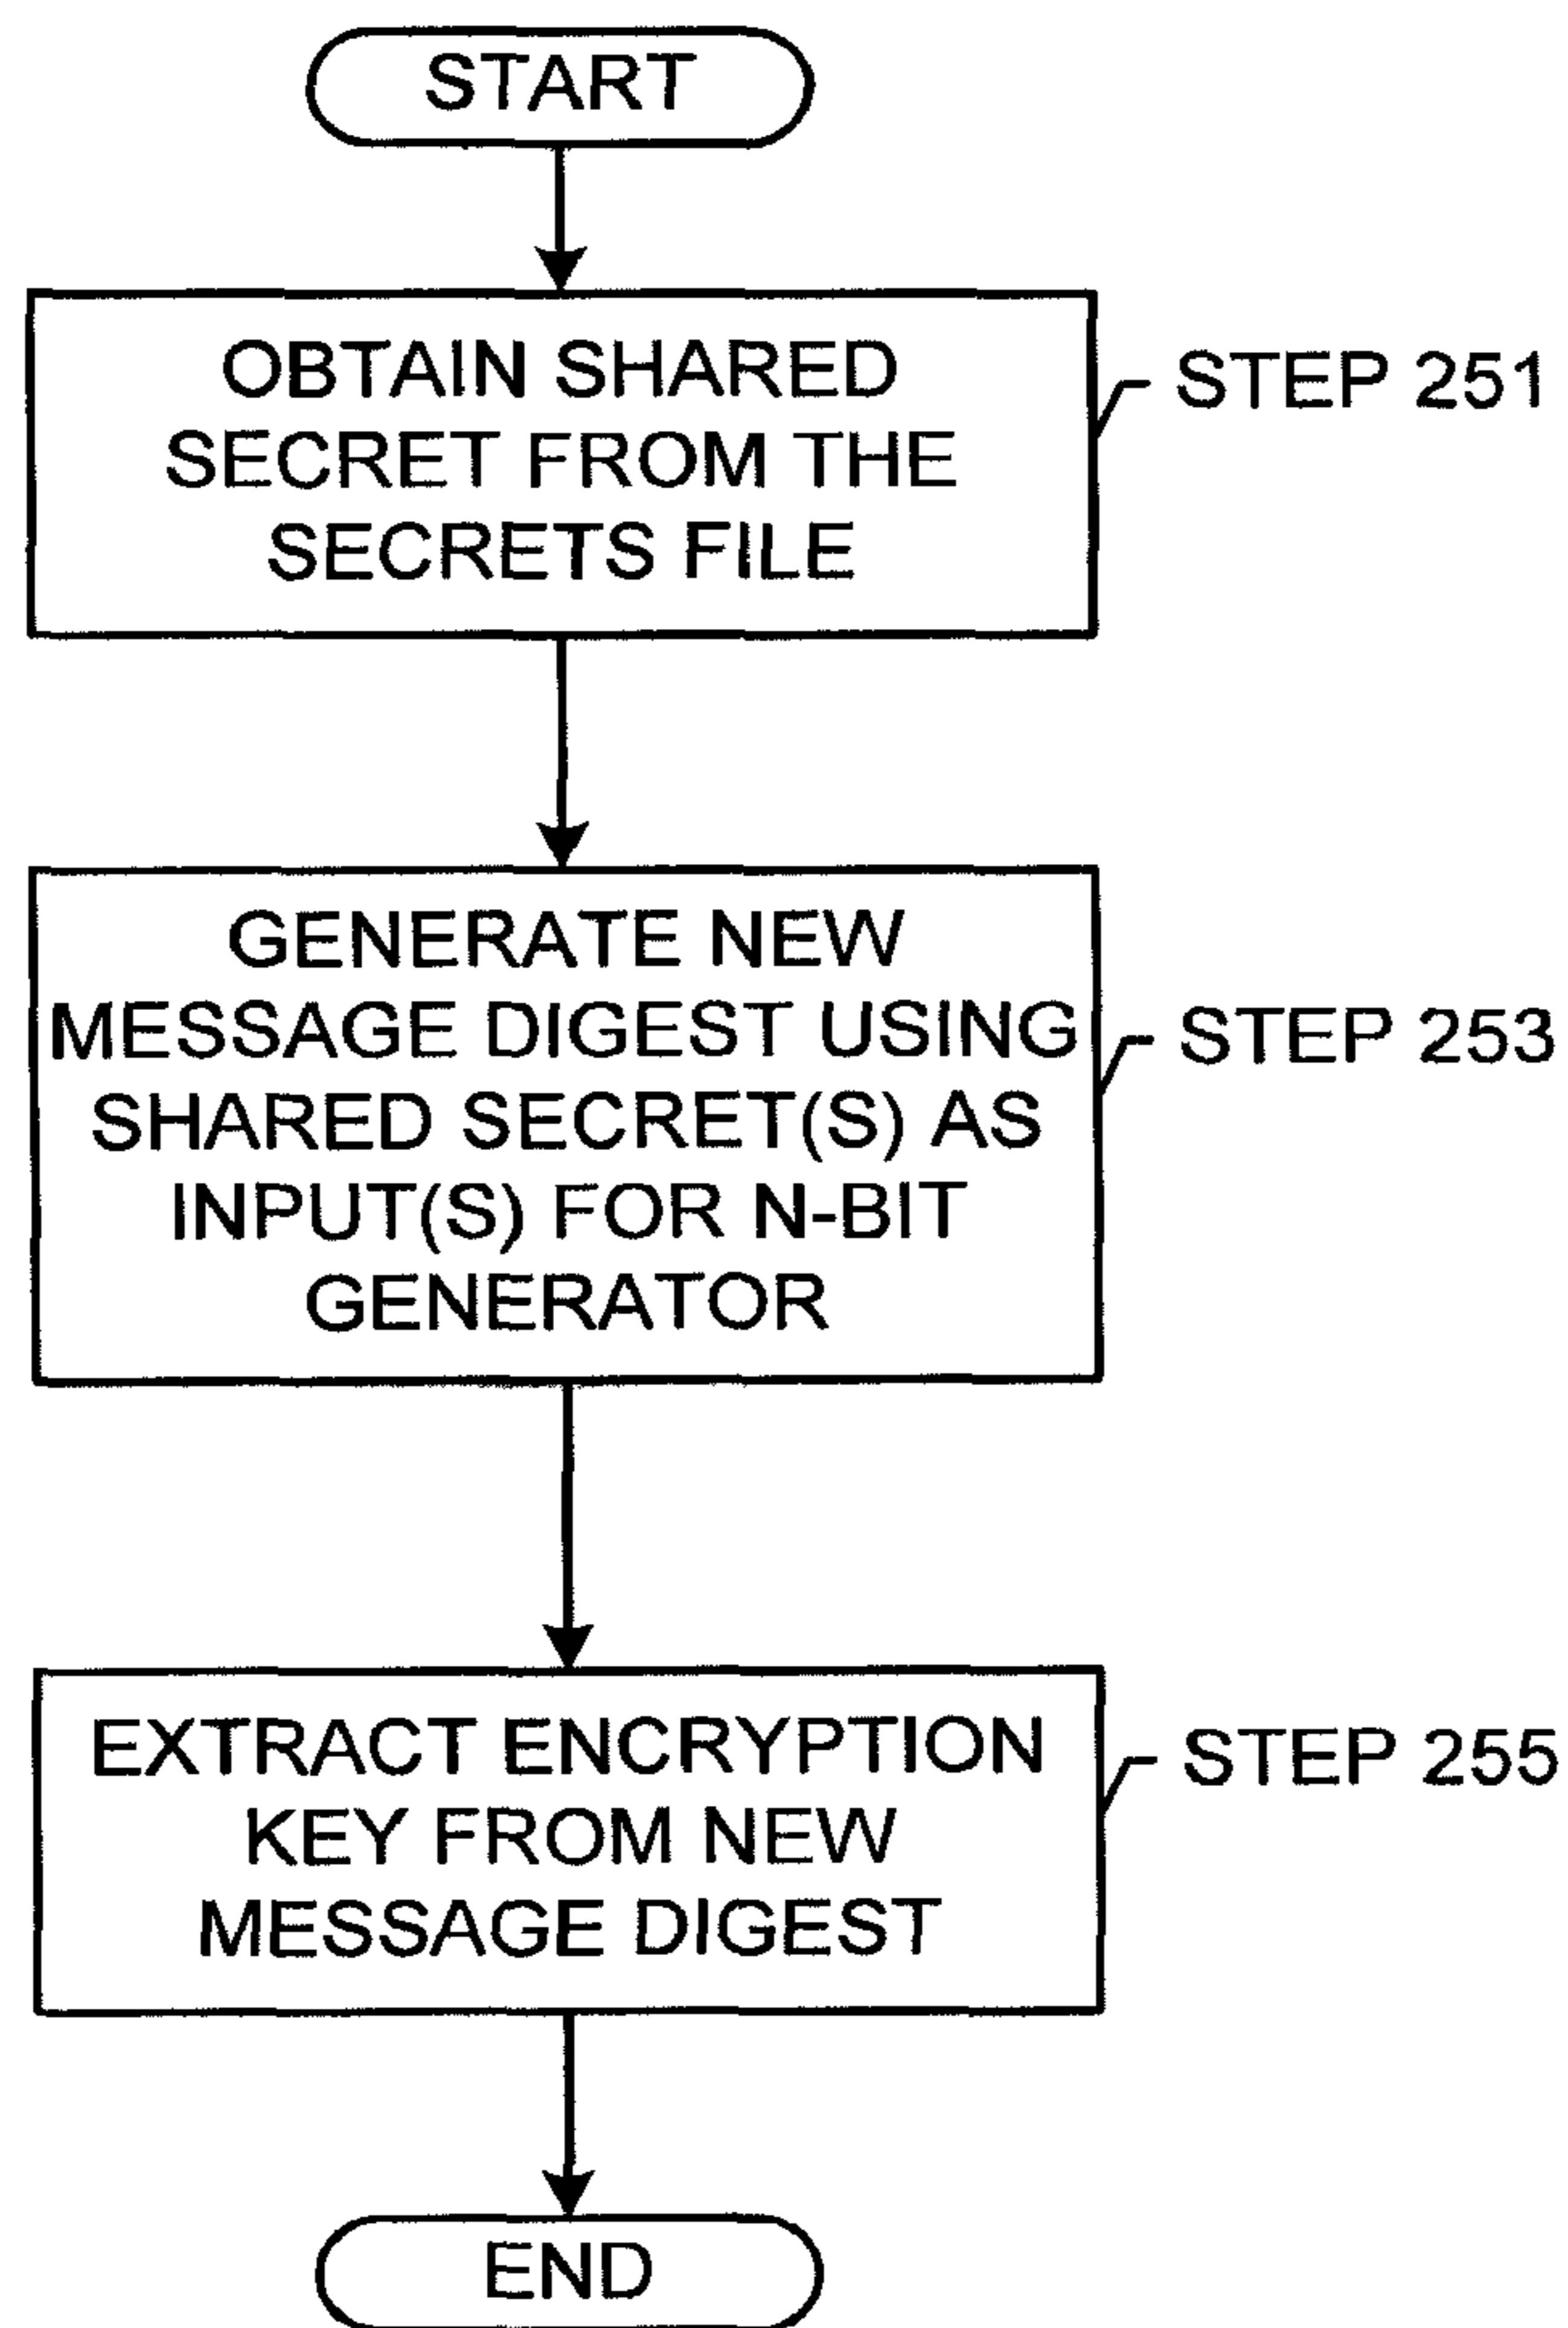 START
OBTAIN SHARED
SECRET FROM THE
SECRETS FILE
STEP 251
GENERATE NEW
MESSAGE DIGEST USING
SHARED SECRET(S) AS
INPUT(S) FOR N-BIT
GENERATOR
STEP 253
EXTRACT ENCRYPTION
KEY FROM NEW
MESSAGE DIGEST
STEP 255
END